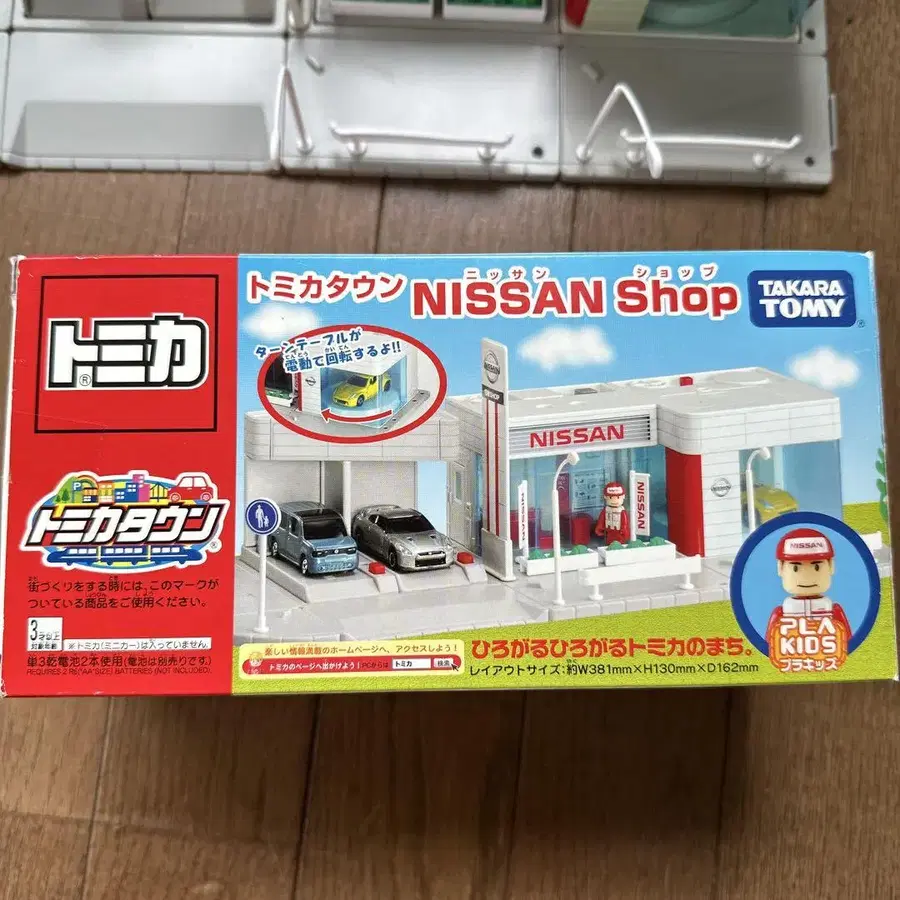 トミカ
®
トミカタウン
®
街づくりをする時には、このマークが
ついている商品をご使用ください。
3才以上
対象年齢
※トミカ(ミニカー)は入っていません。
単3乾電池2本使用(電池は別売りです。)
REQUIRES 2 R6("AA"SIZE) BATTERIES (NOT INCLUDED).
ニッサン ショップ
トミカタウン NISSAN Shop
TAKARA
TOMY
ターンテーブルが
電動で回転するよ!!
NISSAN
NISSAN
NISSAN
楽しい情報満載のホームページへ、アクセスしよう!
トミカのページへ出かけよう! PCからは トミカ 検索
ひろがるひろがるトミカのまち。
レイアウトサイズ:約W381mm×H130mm×D162mm
PLA
KIDS
プラキッズ